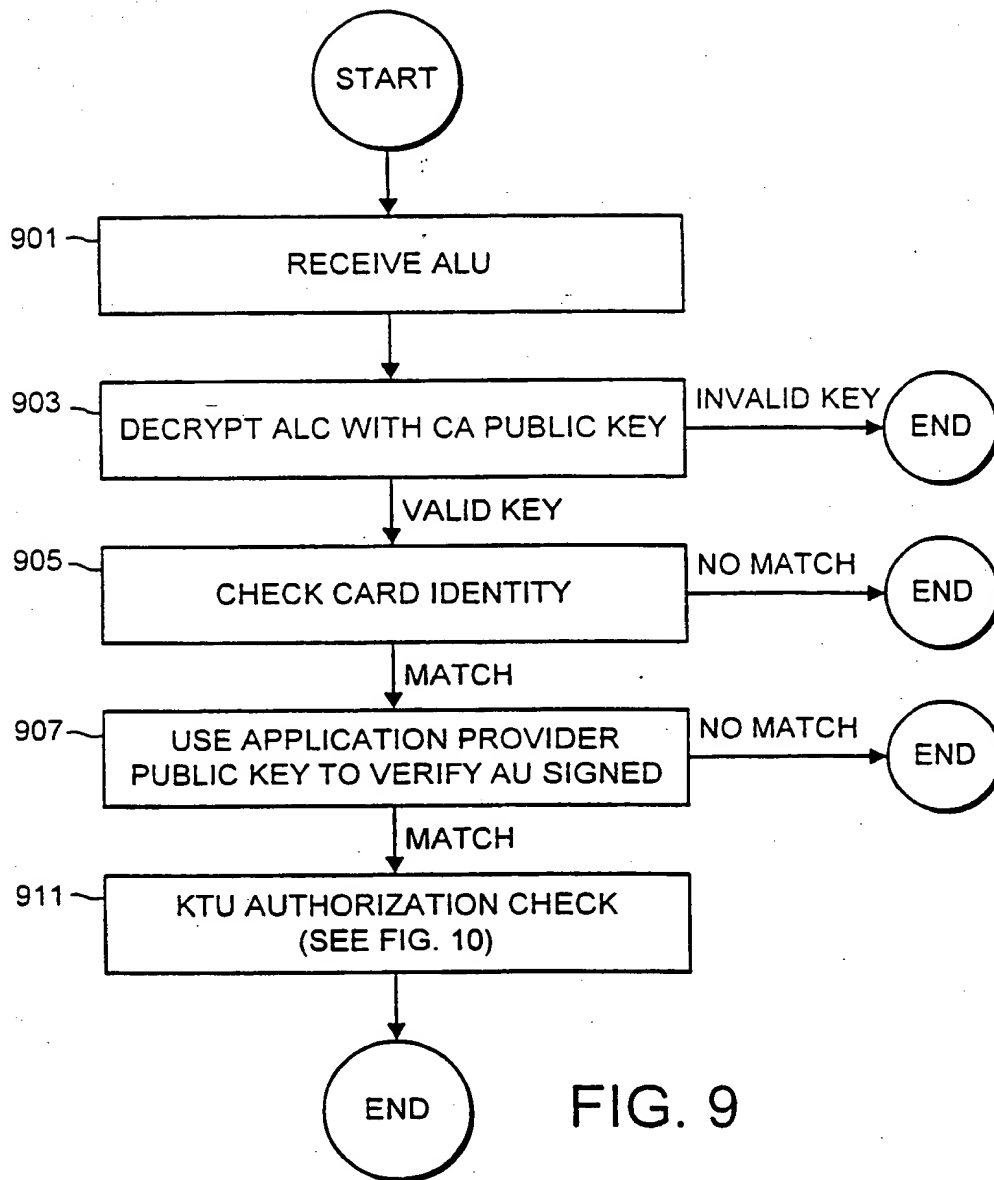 START
901
RECEIVE ALU
903
DECRYPT ALC WITH CA PUBLIC KEY
INVALID KEY
END
VALID KEY
905
CHECK CARD IDENTITY
NO MATCH
END
MATCH
907
USE APPLICATION PROVIDER
PUBLIC KEY TO VERIFY AU SIGNED
NO MATCH
END
MATCH
911
KTU AUTHORIZATION CHECK
(SEE FIG. 10)
END
FIG. 9